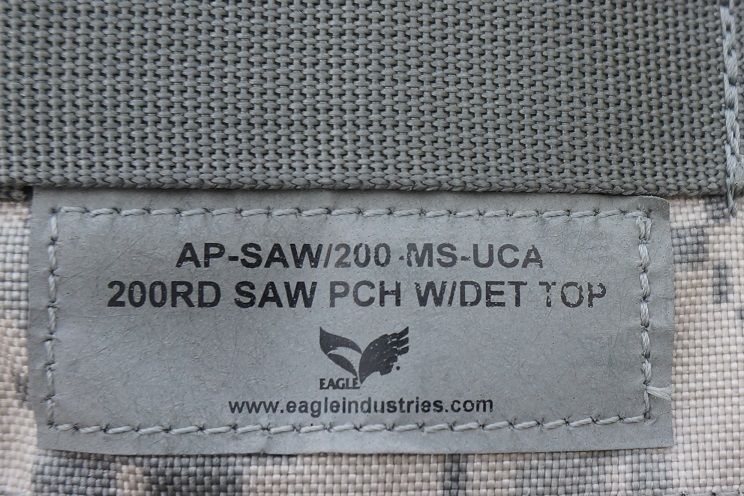 AP-SAW/200-MS-UCA
200RD SAW PCH W/DET TOP
EAGLE
www.eagleindustries.com